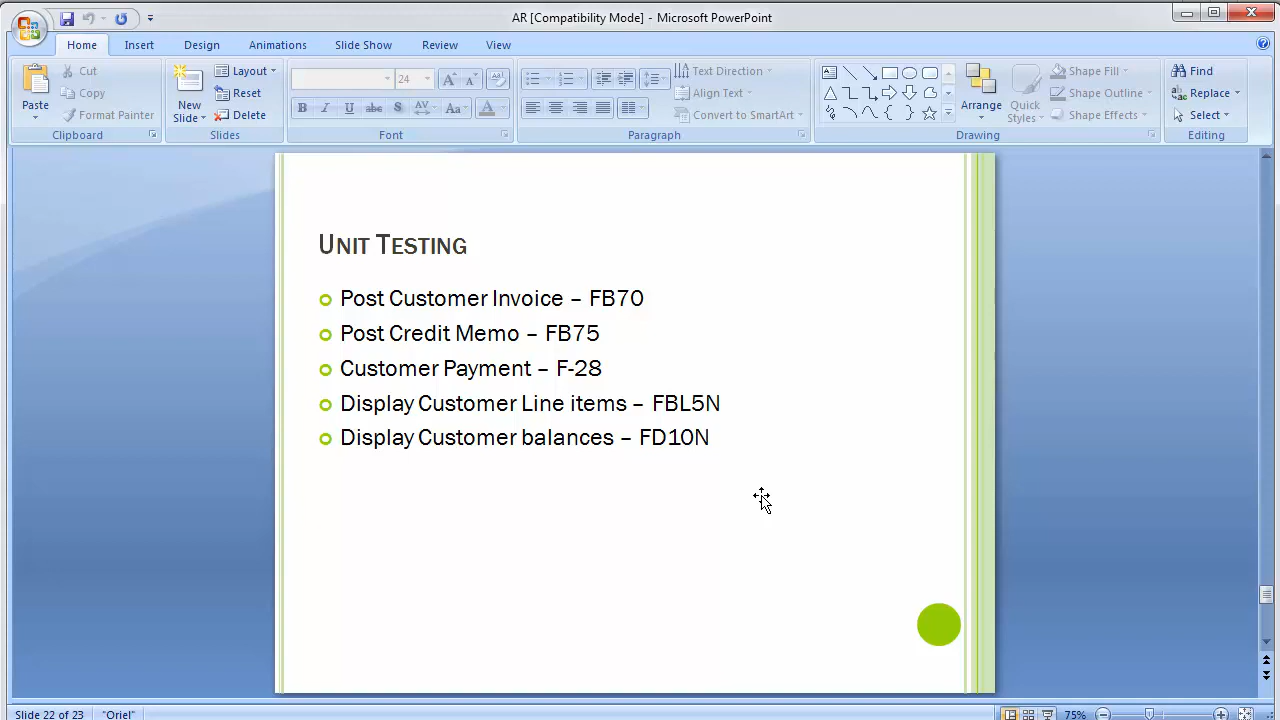 AR [Compatibility Mode] - Microsoft PowerPoint
Home Insert Design Animations Slide Show Review View
Paste
Cut
Copy
Format Painter
Clipboard
New Slide
Layout
Reset
Delete
Slides
24
B I U abc S AV Aa A
Font
Text Direction
Align Text
Convert to SmartArt
Paragraph
Arrange
Quick Styles
Shape Fill
Shape Outline
Shape Effects
Drawing
Find
Replace
Select
Editing
UNIT TESTING
Post Customer Invoice – FB70
Post Credit Memo – FB75
Customer Payment – F-28
Display Customer Line items – FBL5N
Display Customer balances – FD10N
Slide 22 of 23 "Oriel" 75%